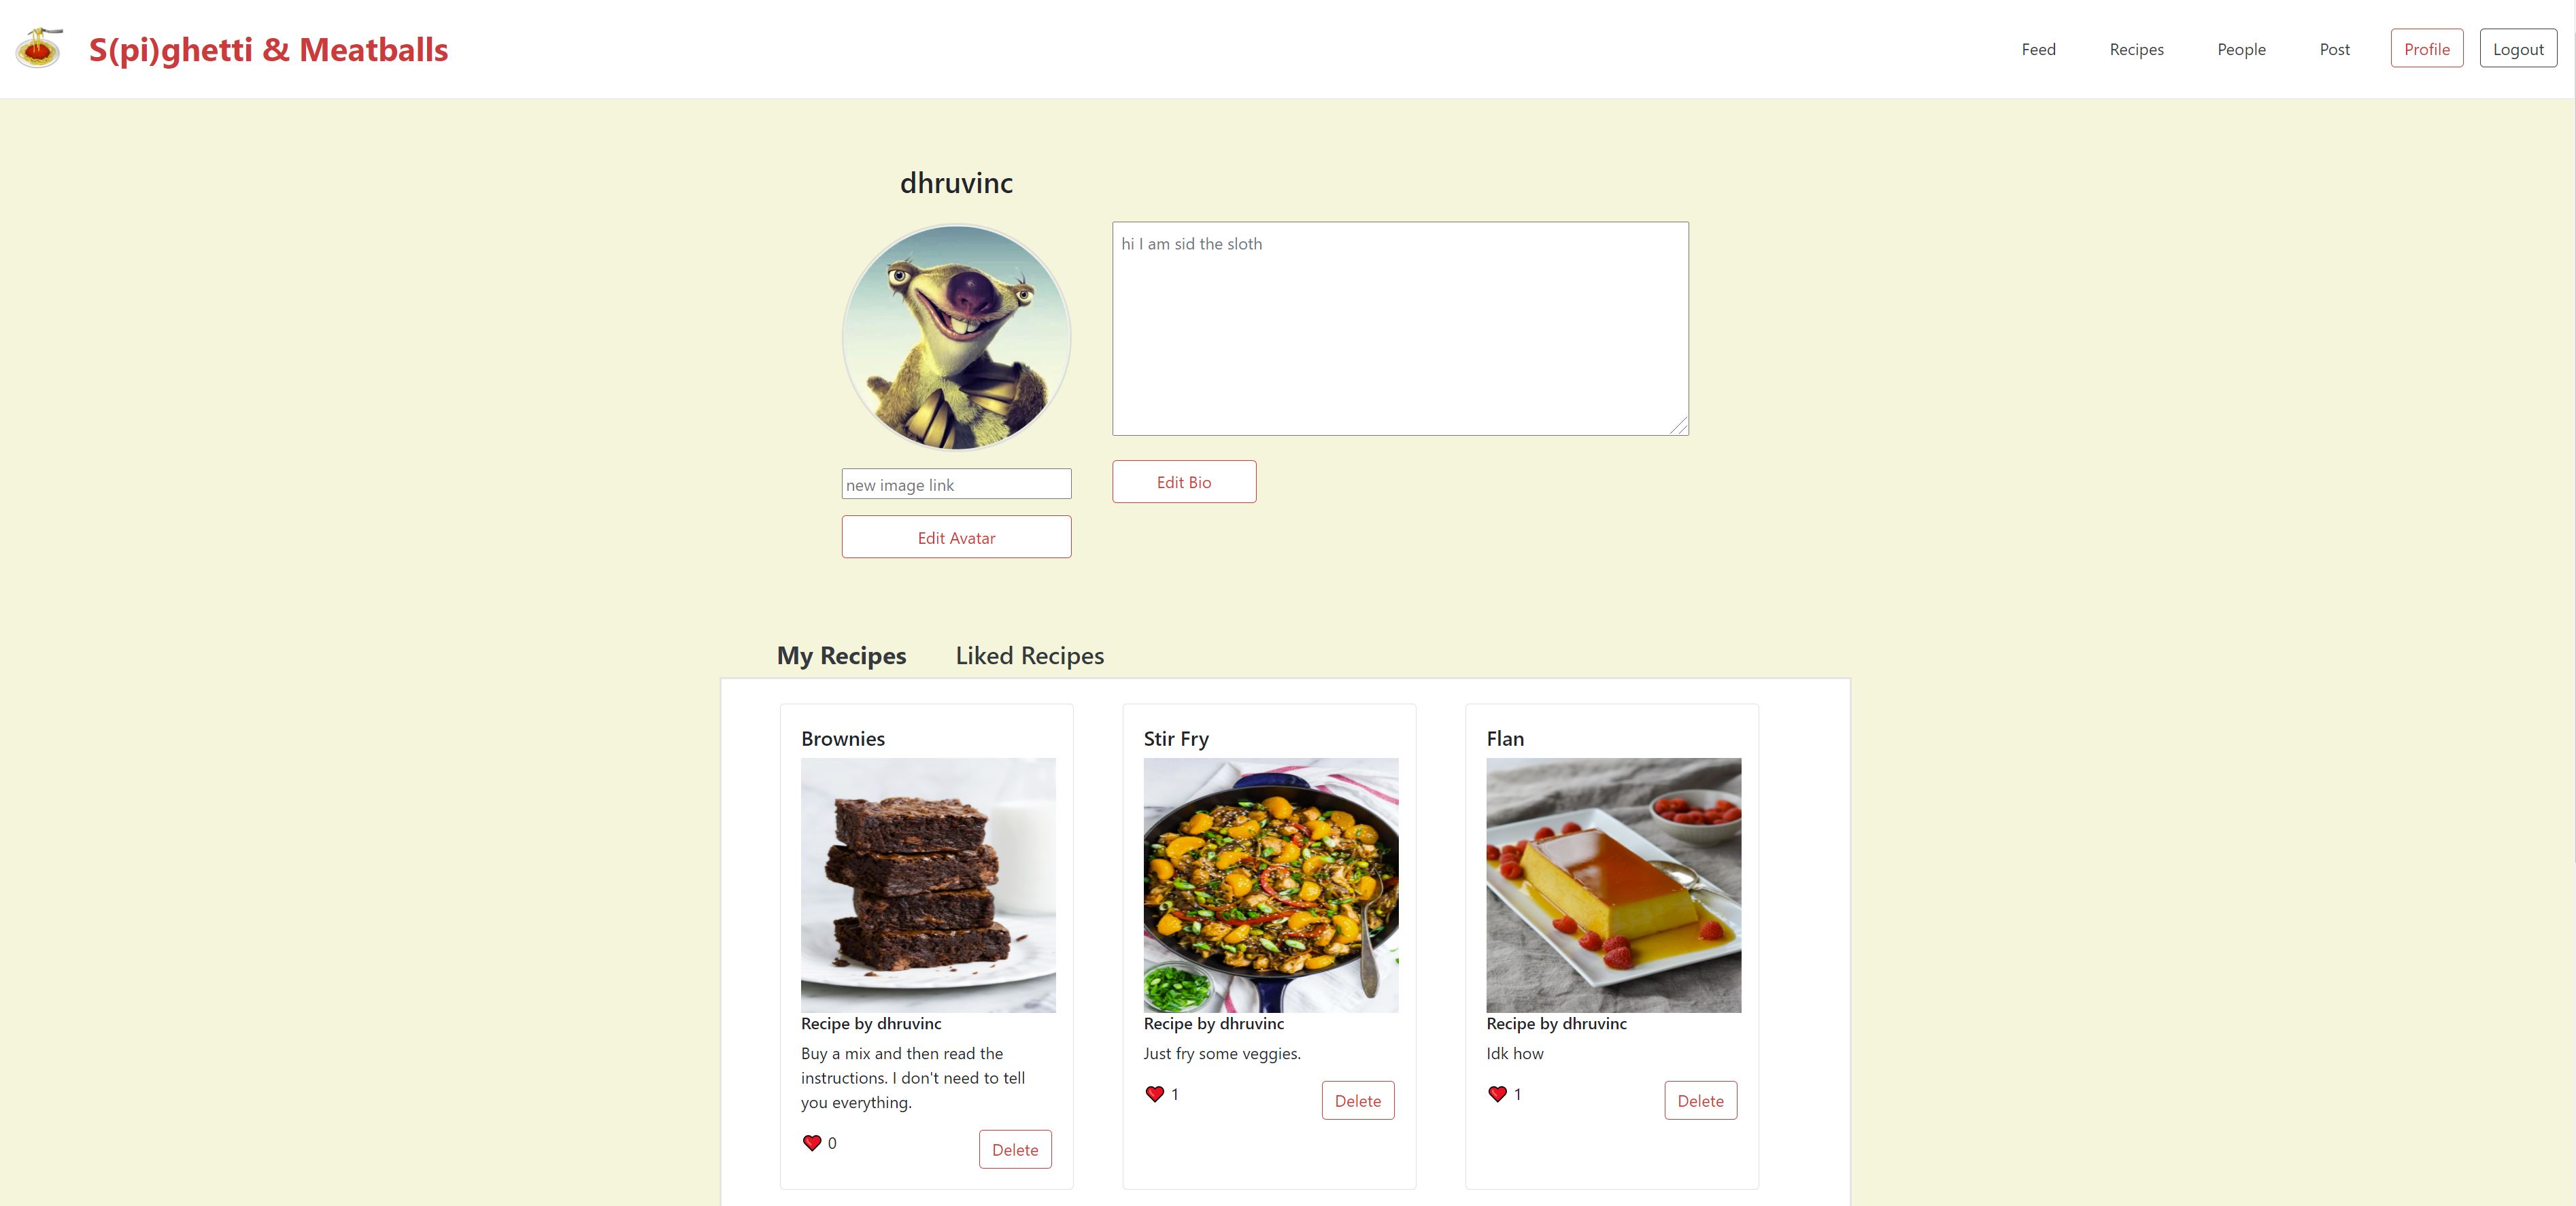 S(pi)ghetti & Meatballs
Feed
Recipes
People
Post
Profile
Logout
dhruvinc
hi I am sid the sloth
new image link
Edit Avatar
Edit Bio
My Recipes
Liked Recipes
Brownies
Recipe by dhruvinc
Buy a mix and then read the
instructions. I don't need to tell
you everything.
0
Delete
Stir Fry
Recipe by dhruvinc
Just fry some veggies.
1
Delete
Flan
Recipe by dhruvinc
Idk how
1
Delete